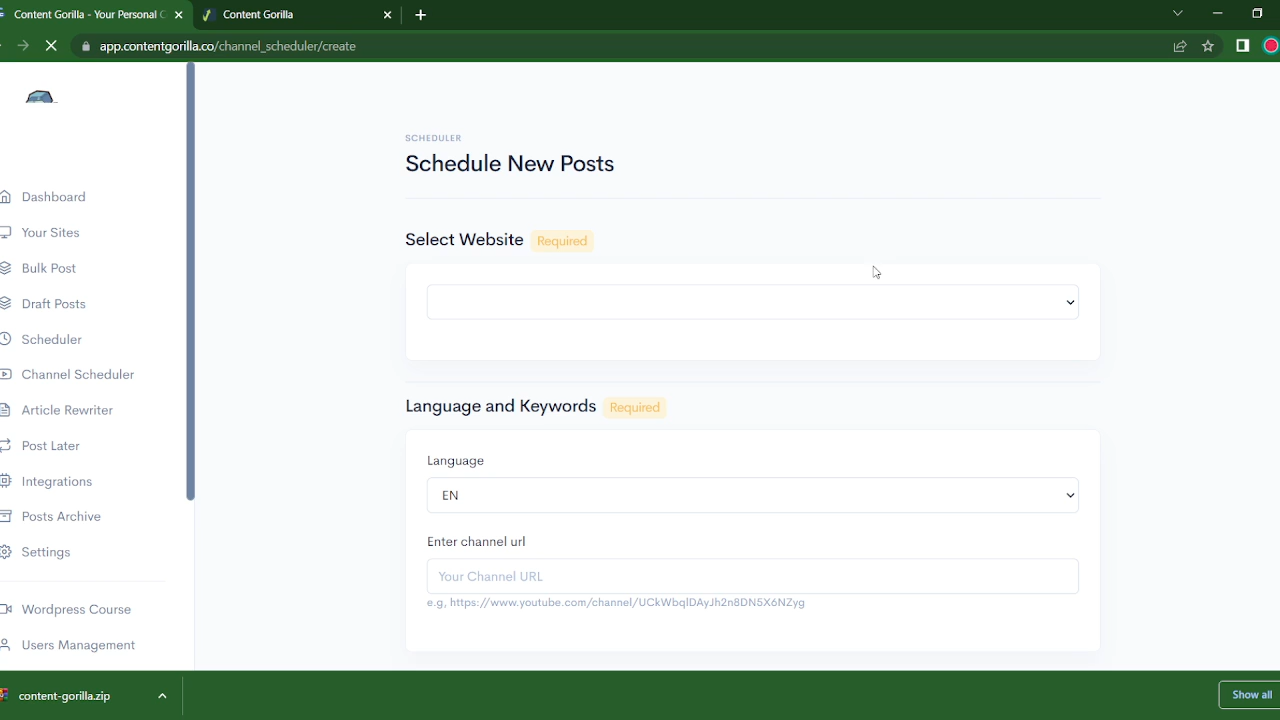 Content Gorilla - Your Personal C
Content Gorilla
app.contentgorilla.co/channel_scheduler/create
Dashboard
Your Sites
Bulk Post
Draft Posts
Scheduler
Channel Scheduler
Article Rewriter
Post Later
Integrations
Posts Archive
Settings
Wordpress Course
Users Management
SCHEDULER
Schedule New Posts
Select Website Required
Language and Keywords Required
Language
EN
Enter channel url
Your Channel URL
e.g, https://www.youtube.com/channel/UCkWbqlDAyJh2n8DN5X6NZyg
content-gorilla.zip
Show all